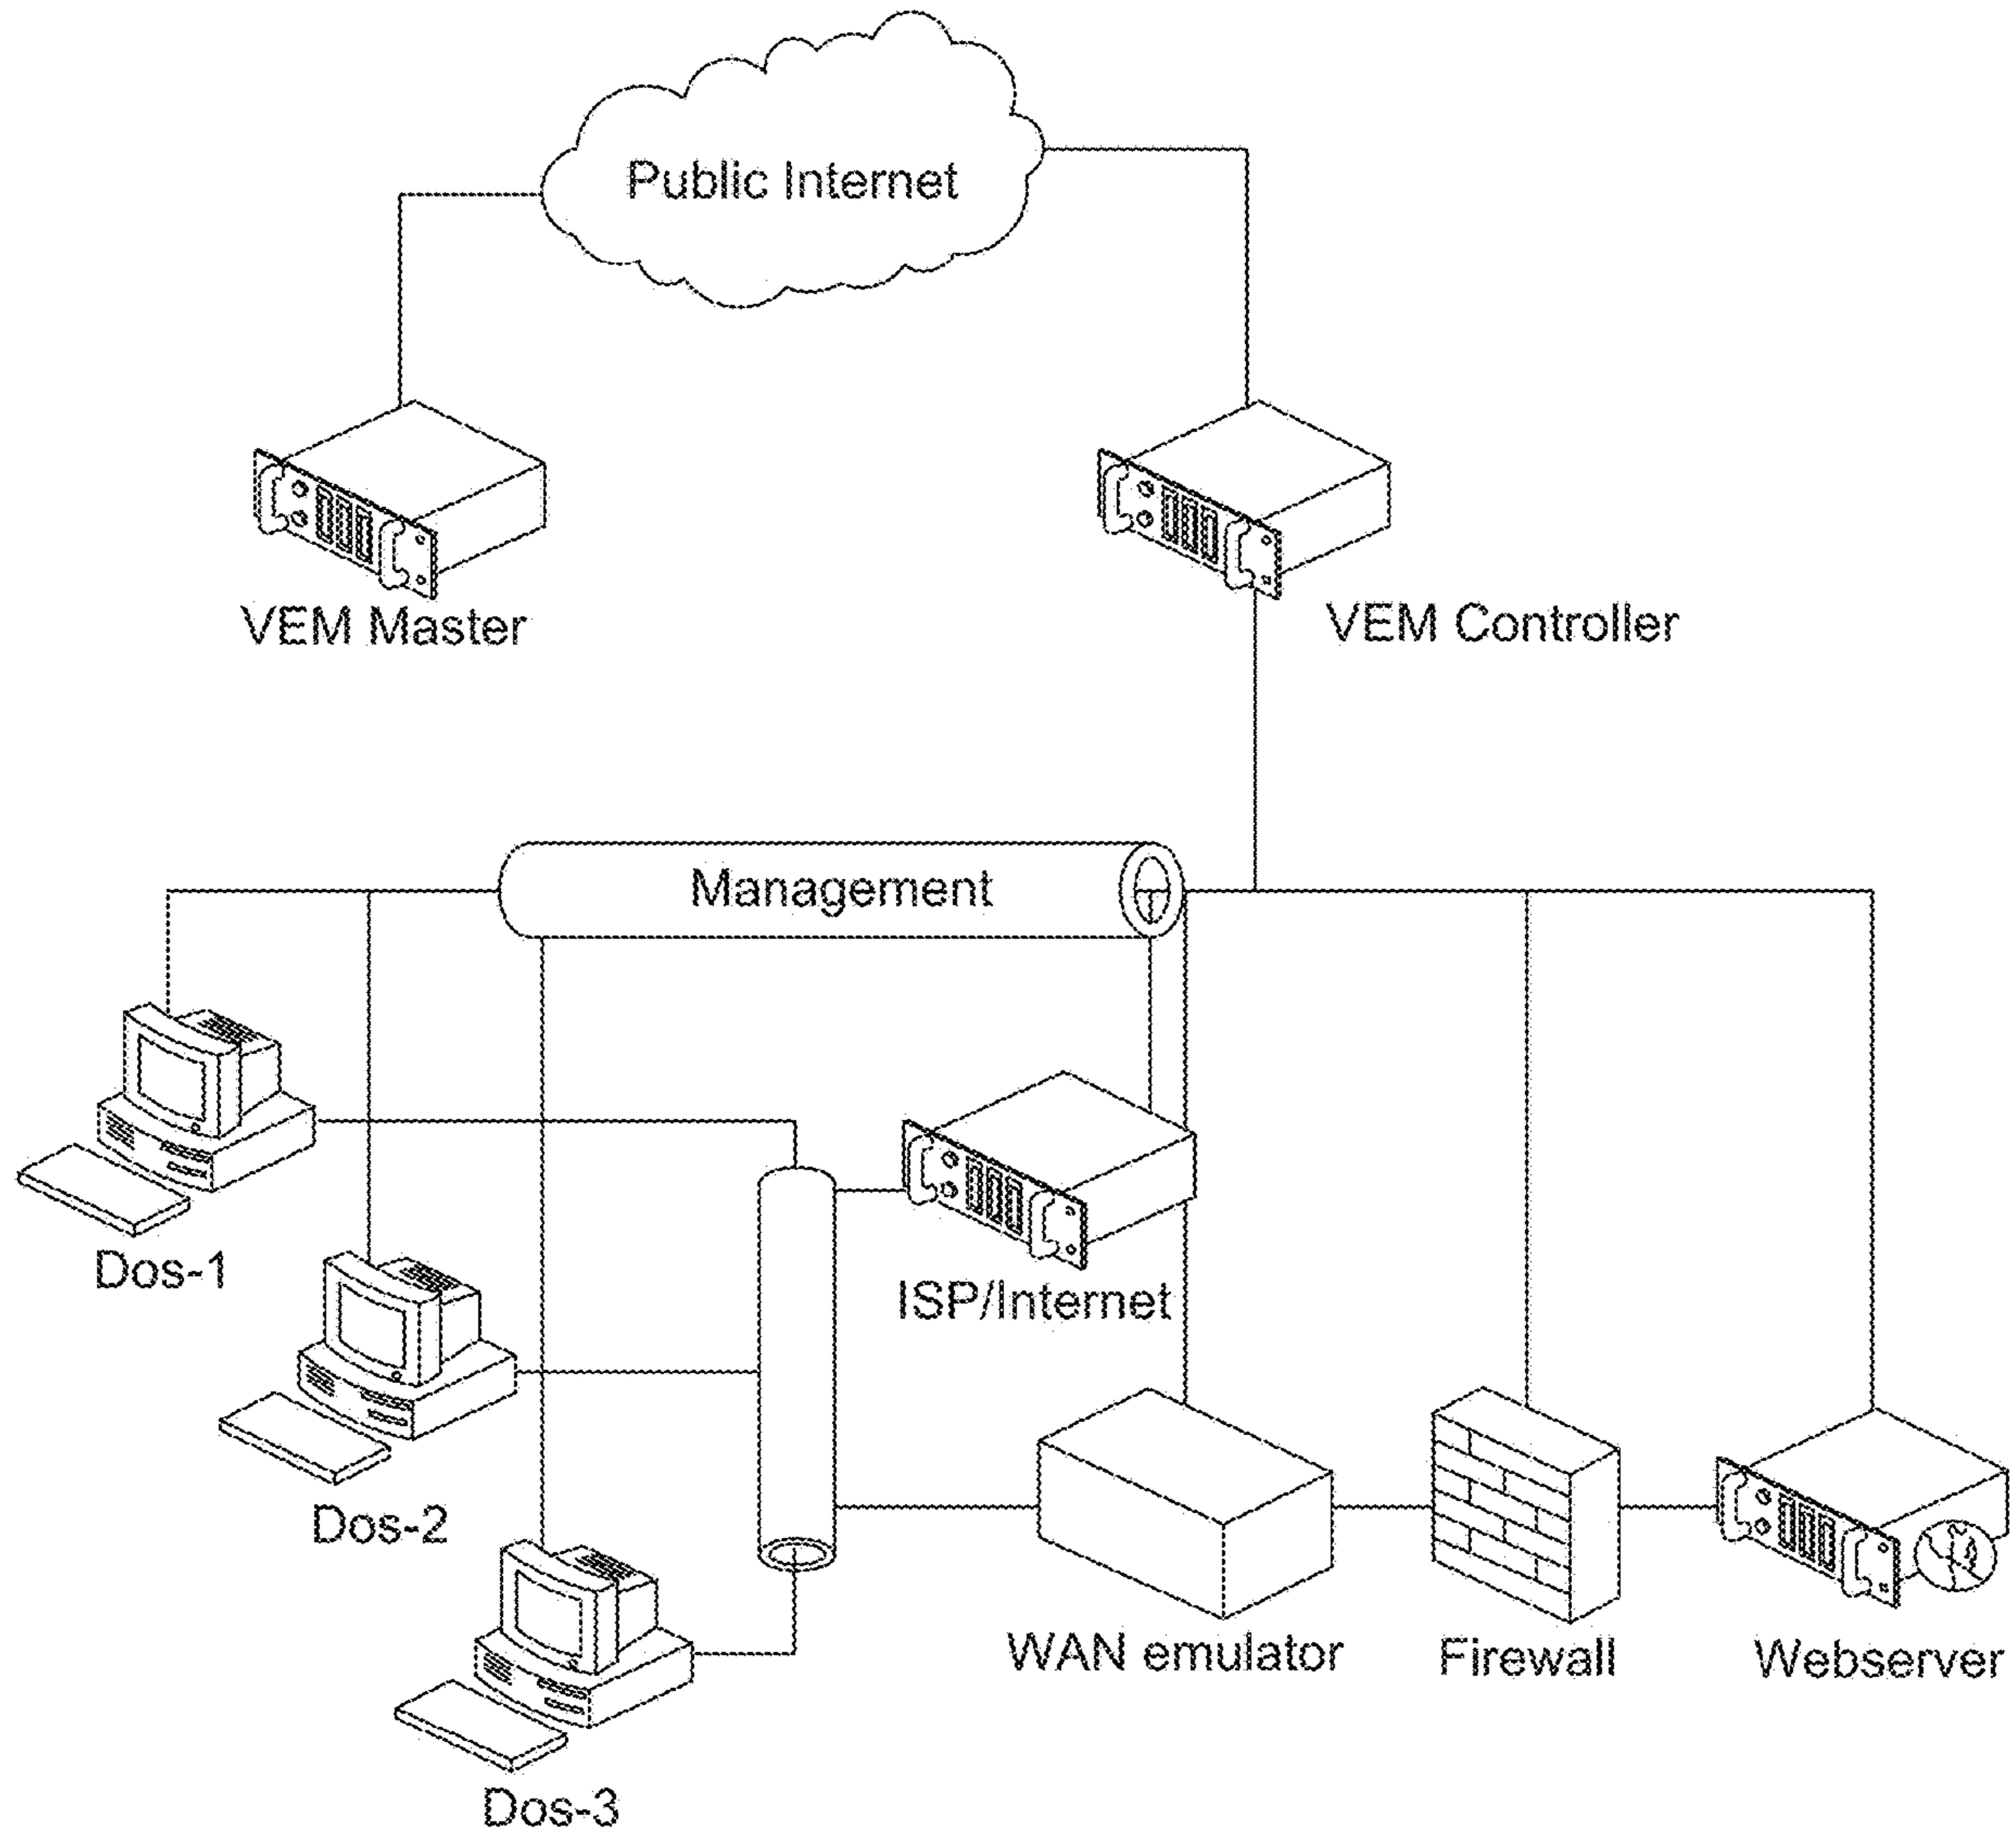 Public Internet
VEM Master
VEM Controller
Management
Dos-1
ISP/Internet
Dos-2
WAN emulator
Firewall
Webserver
Dos-3